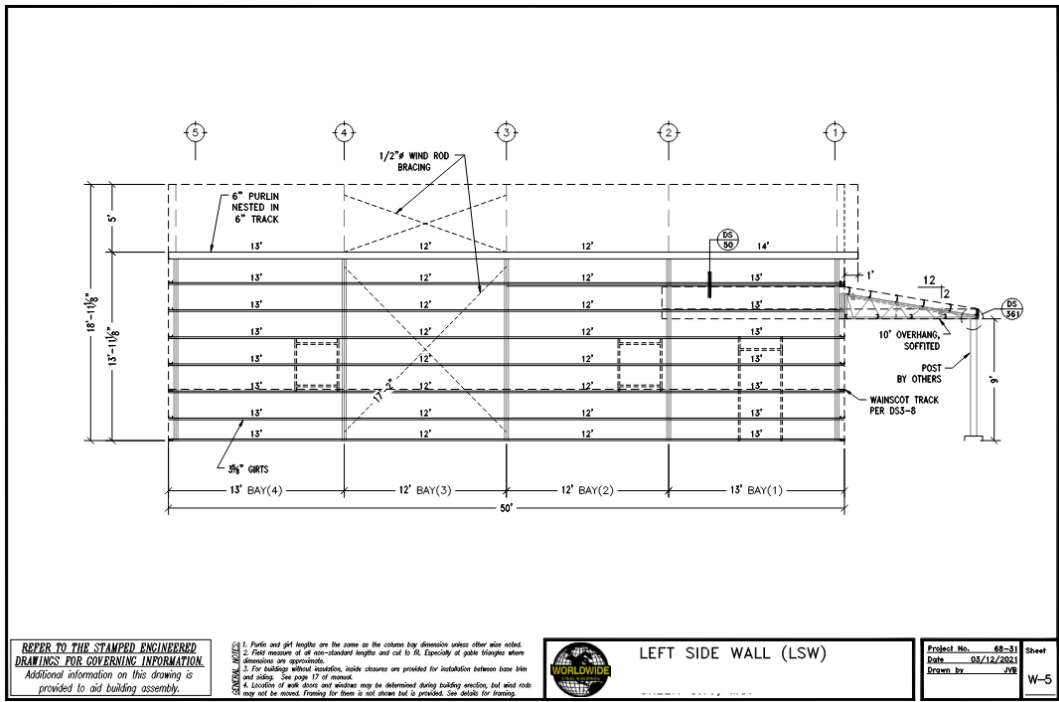 5
4
3
2
1
1/2"ø WIND ROD
BRACING
6" PURLIN
NESTED IN
6" TRACK
5'
DS
50
13'
12'
12'
14'
1'
12
2
13'
12'
12'
13'
DS
361
18'-11⅛"
13'-11⅛"
13'
12'
12'
13'
10' OVERHANG,
SOFFITED
13'
12'
12'
13'
POST
BY OTHERS
9'
13'
12'
12'
13'
17'-2"
13'
12'
12'
13'
WAINSCOT TRACK
PER DS3-8
13'
12'
12'
13'
13'
12'
12'
13'
3⅝" GIRTS
13' BAY(4)
12' BAY(3)
12' BAY(2)
13' BAY(1)
50'
REFER TO THE STAMPED ENGINEERED
DRAWINGS FOR GOVERNING INFORMATION.
Additional information on this drawing is
provided to aid building assembly.
GENERAL NOTES:
1. Purlin and girt lengths are the same as the column bay dimension unless other wise noted.
2. Field measure at all non-standard lengths and cut to fit. Especially at gable triangles where
dimensions are approximate.
3. For buildings without insulation, inside closures are provided for installation between base trim
and siding. See page 17 of manual.
4. Location of walk doors and windows may be determined during building erection, but wind rods
may not be moved. Framing for them is not shown but is provided. See details for framing.
WORLDWIDE
STEEL BUILDINGS
LEFT SIDE WALL (LSW)
Project No. 68-31
Date 03/12/2021
Drawn by JVB
Sheet
W-5